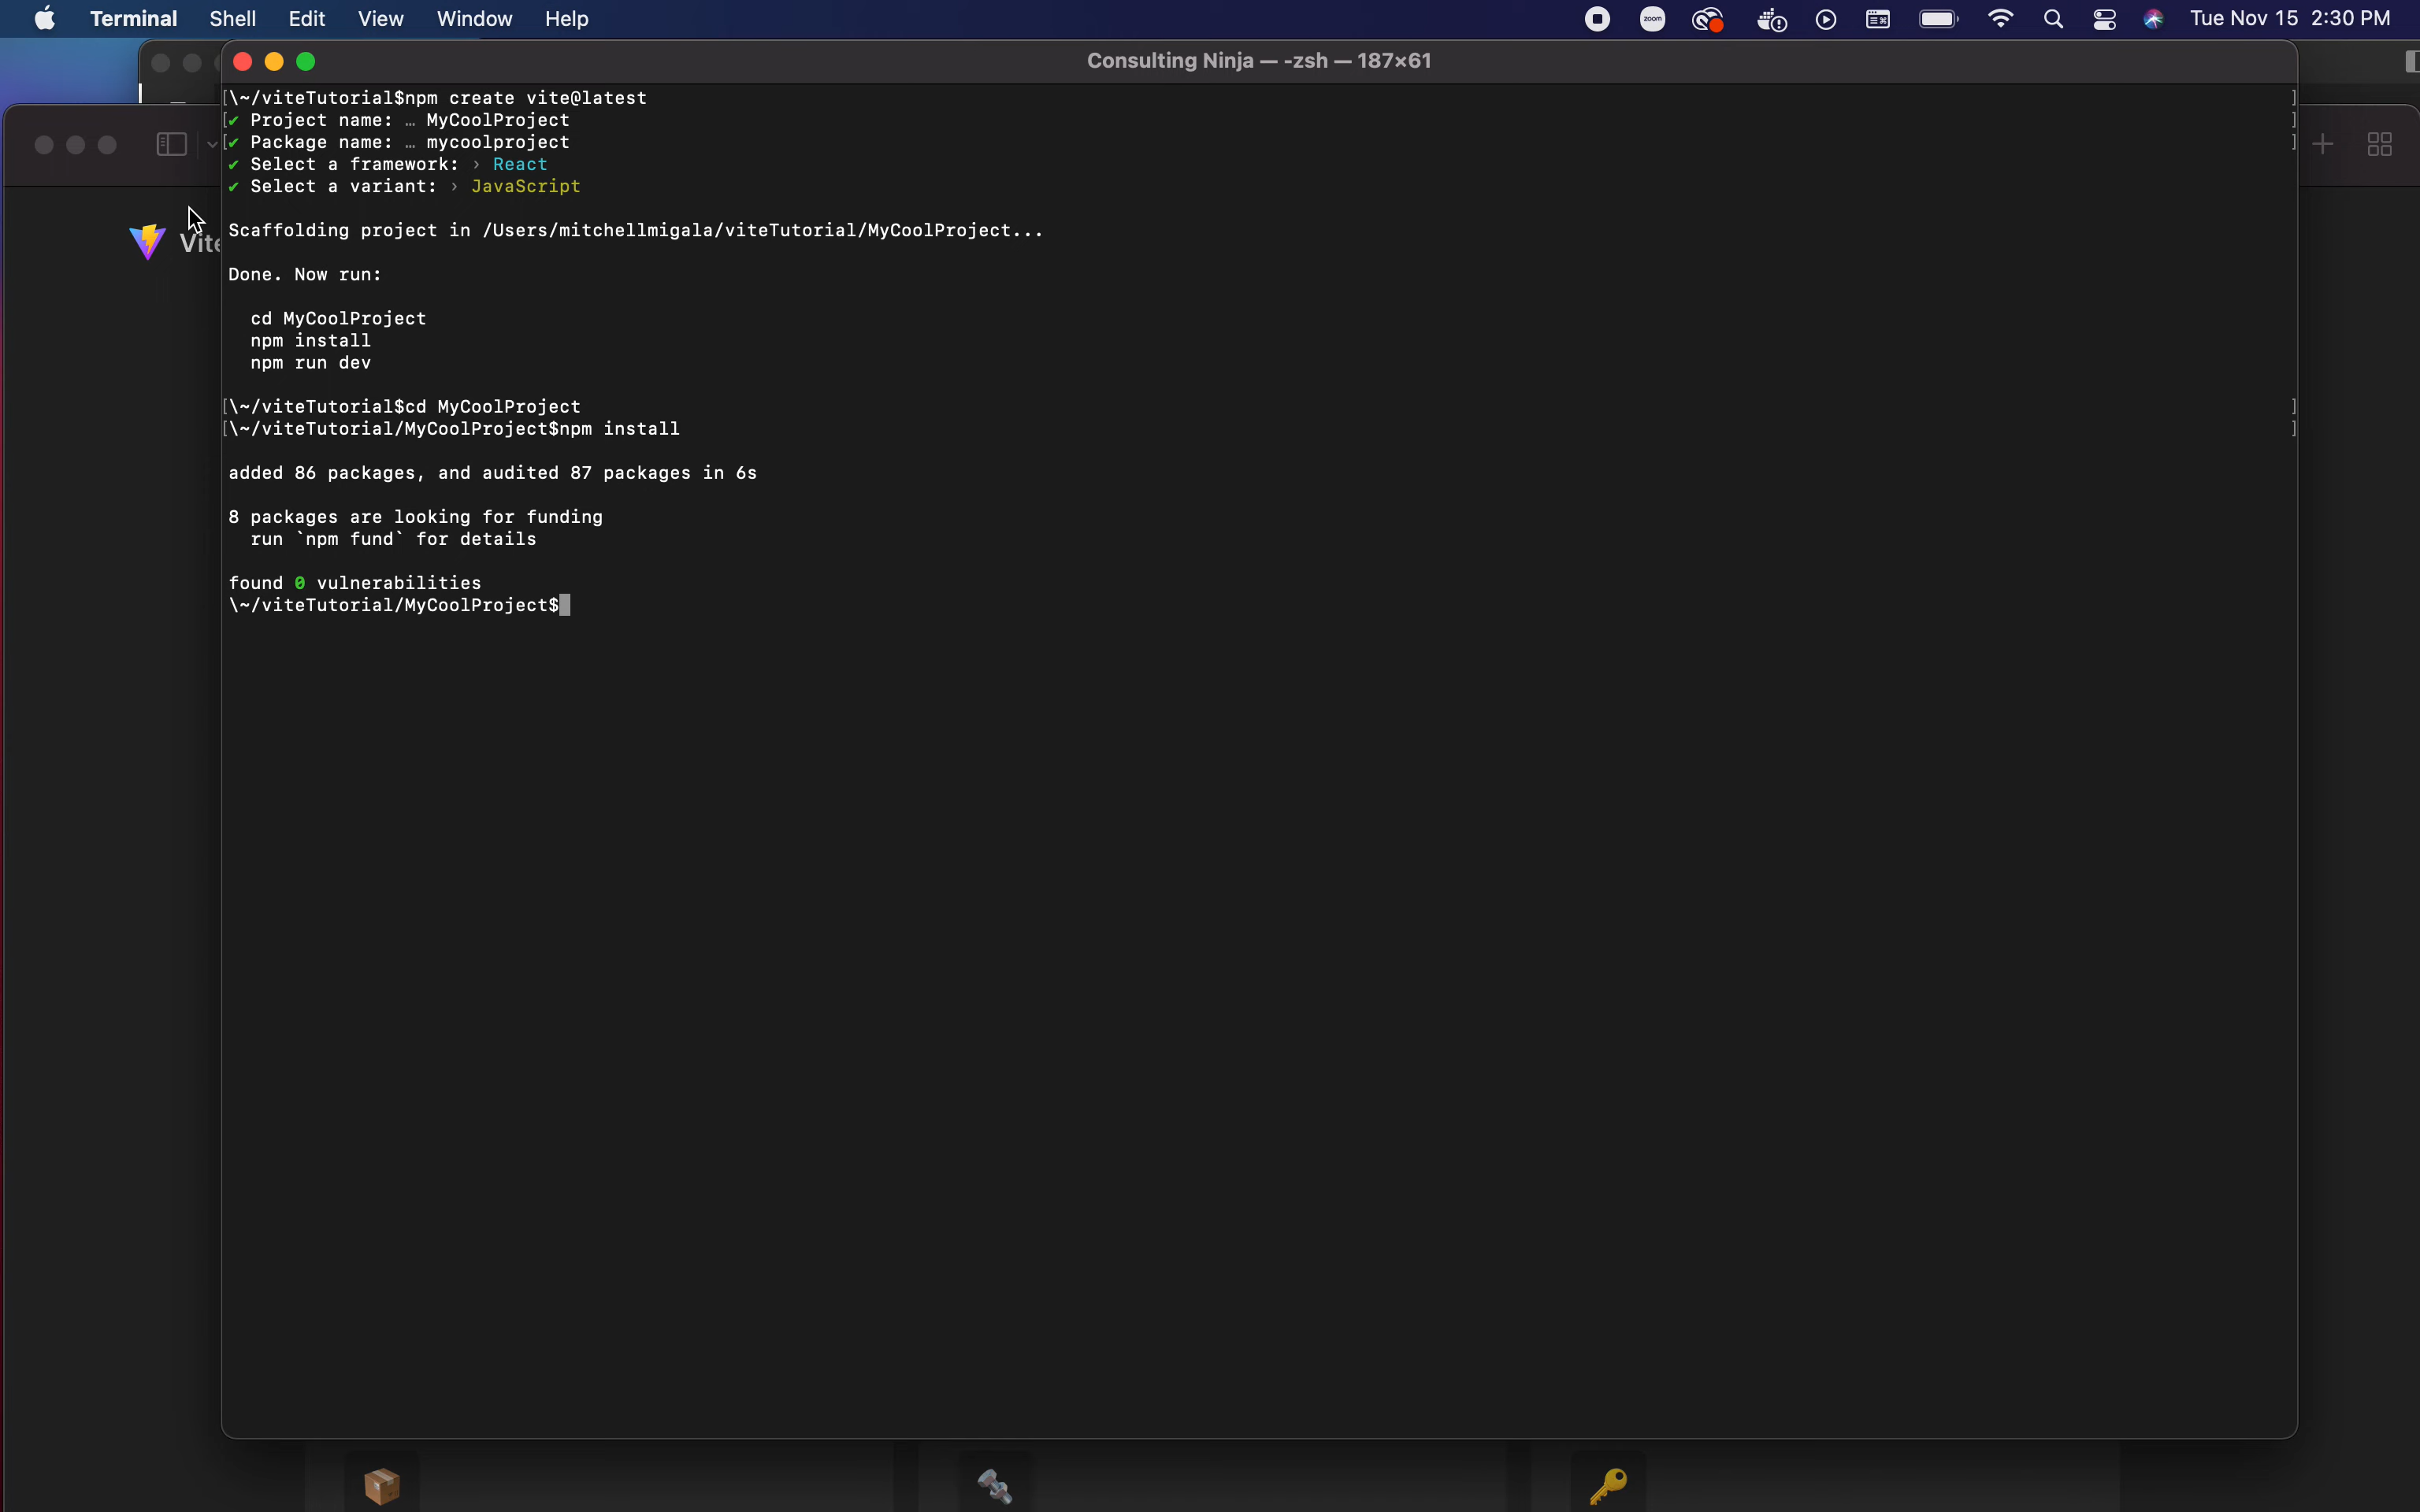 Terminal Shell Edit View Window Help
zoom
Tue Nov 15 2:30 PM
Consulting Ninja — -zsh — 187×61
[\~/viteTutorial$npm create vite@latest ]
[✔ Project name: … MyCoolProject ]
[✔ Package name: … mycoolproject ]
✔ Select a framework: › React
✔ Select a variant: › JavaScript
Scaffolding project in /Users/mitchellmigala/viteTutorial/MyCoolProject...
Done. Now run:
cd MyCoolProject
npm install
npm run dev
[\~/viteTutorial$cd MyCoolProject ]
[\~/viteTutorial/MyCoolProject$npm install ]
added 86 packages, and audited 87 packages in 6s
8 packages are looking for funding
run `npm fund` for details
found 0 vulnerabilities
\~/viteTutorial/MyCoolProject$
Vite